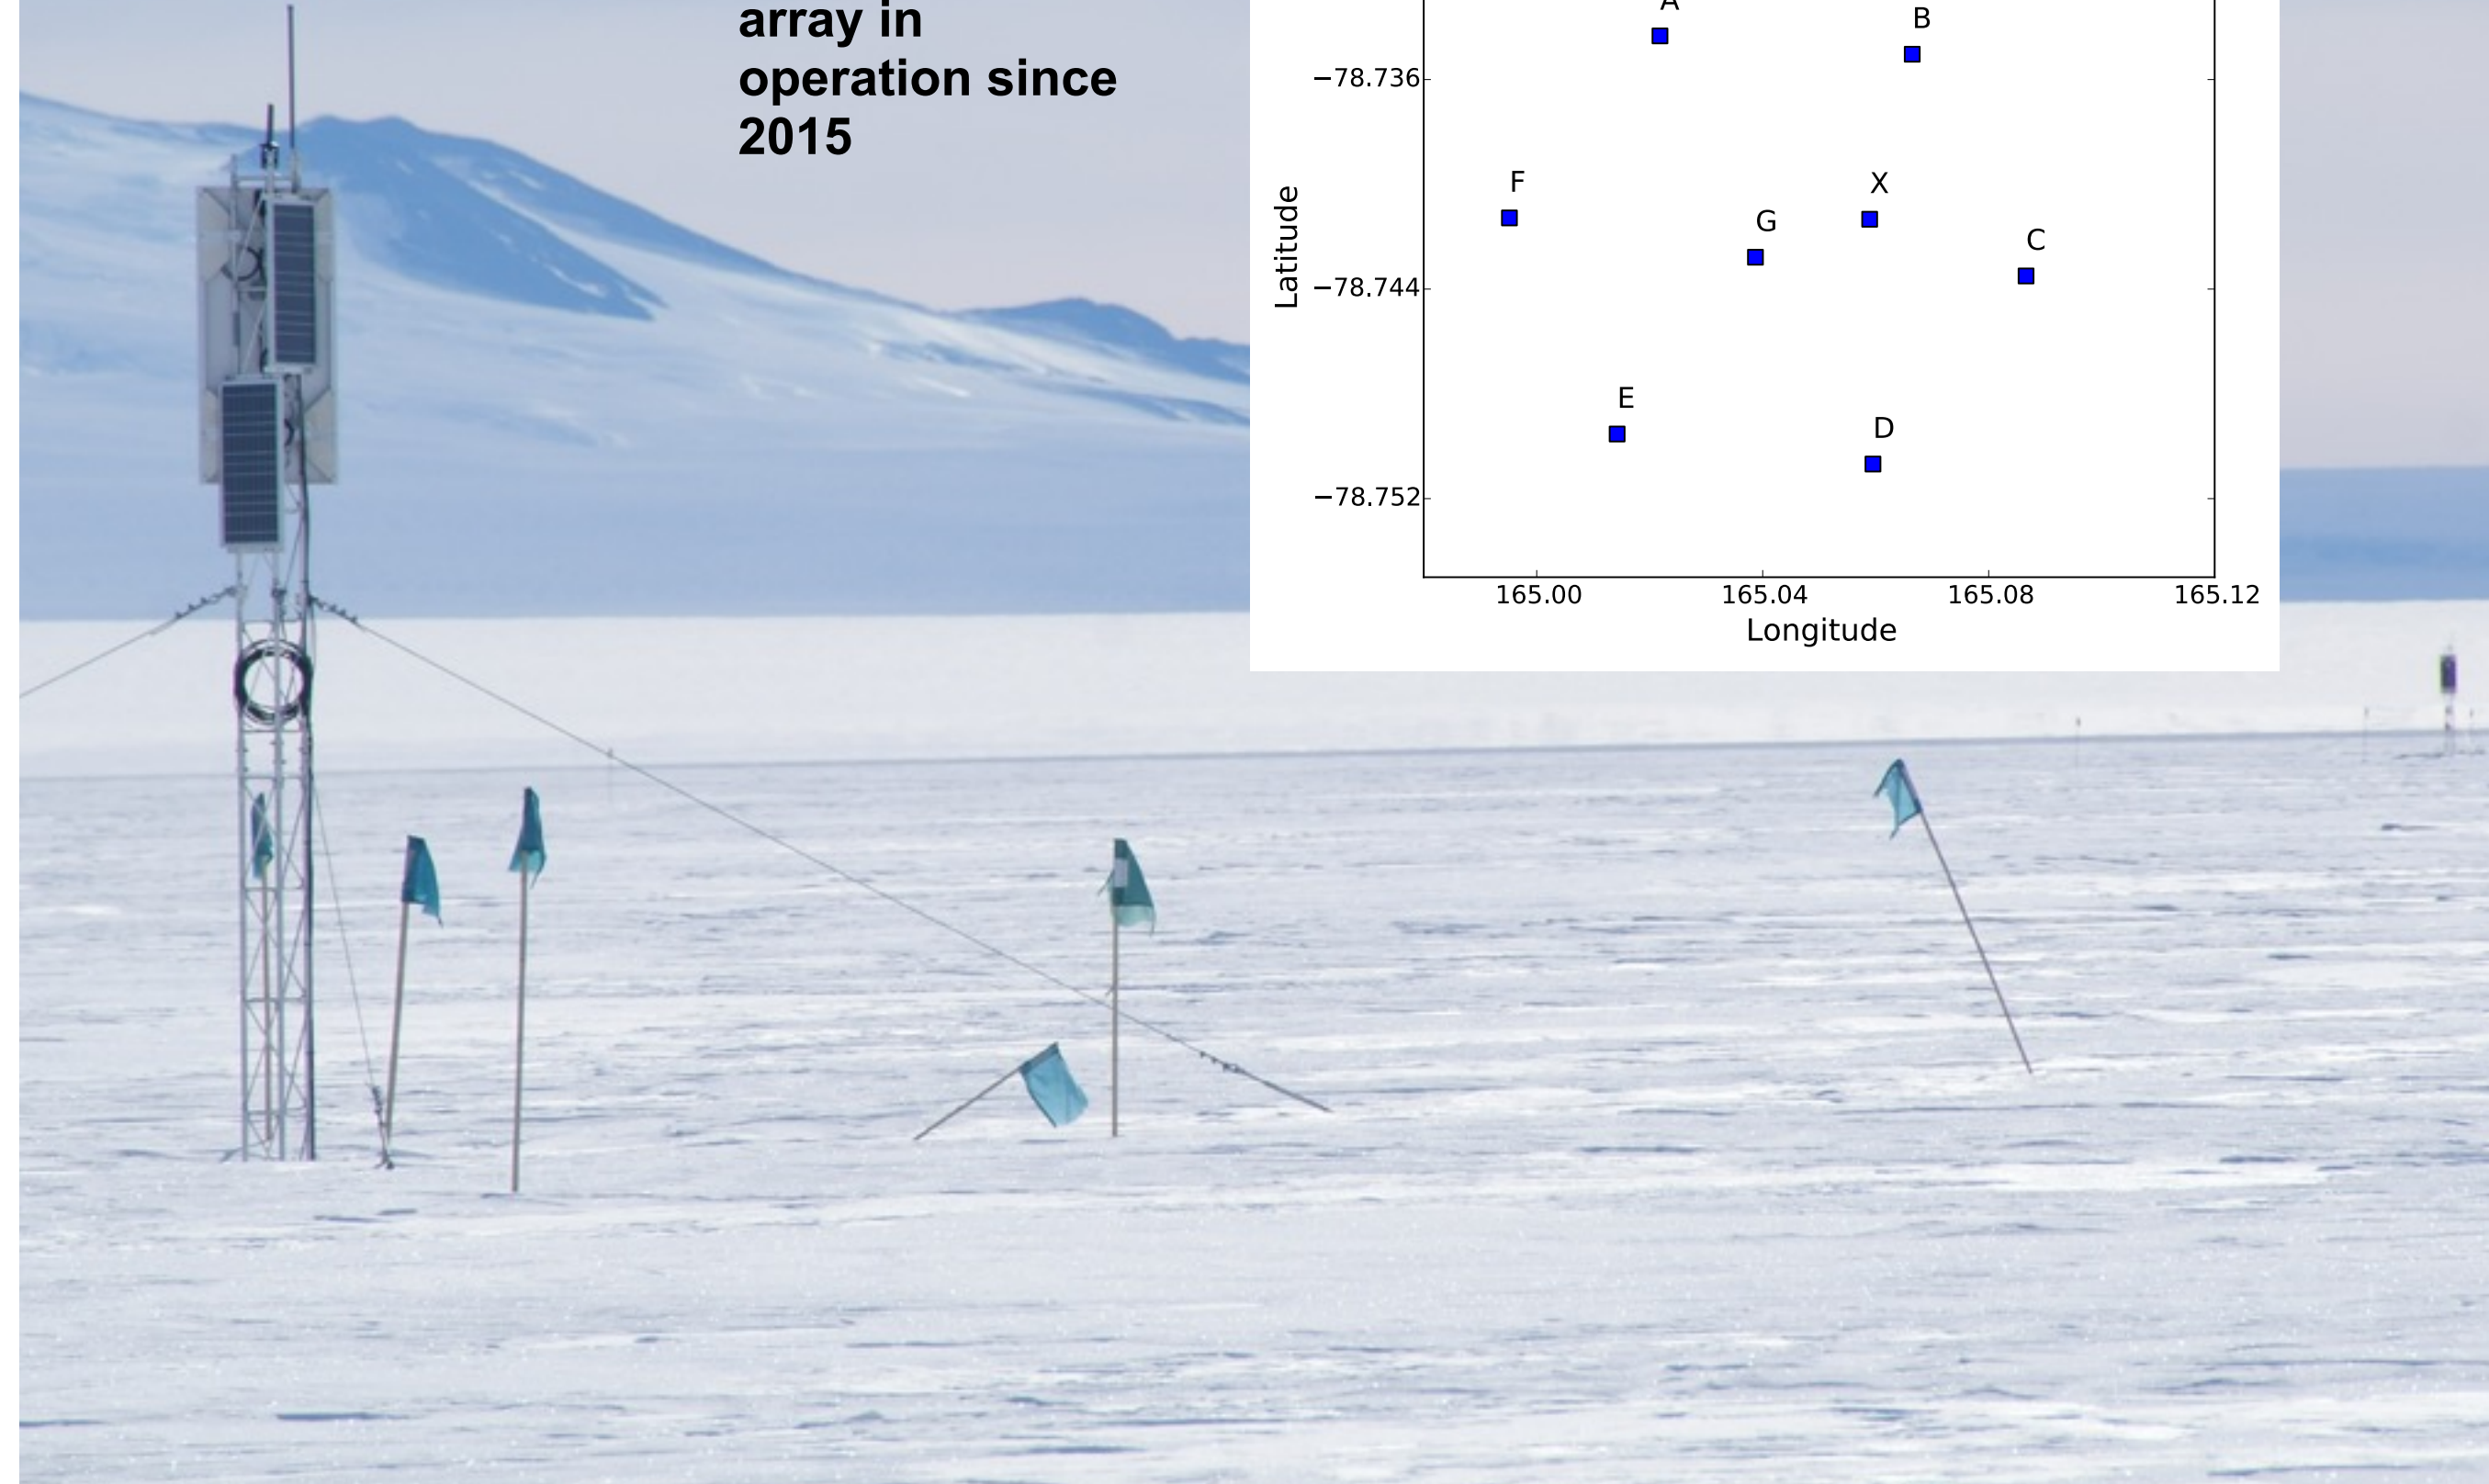 array in
operation since
2015
A
B
−78.736
F
X
G
C
−78.744
E
D
−78.752
Latitude
165.00 165.04 165.08 165.12
Longitude